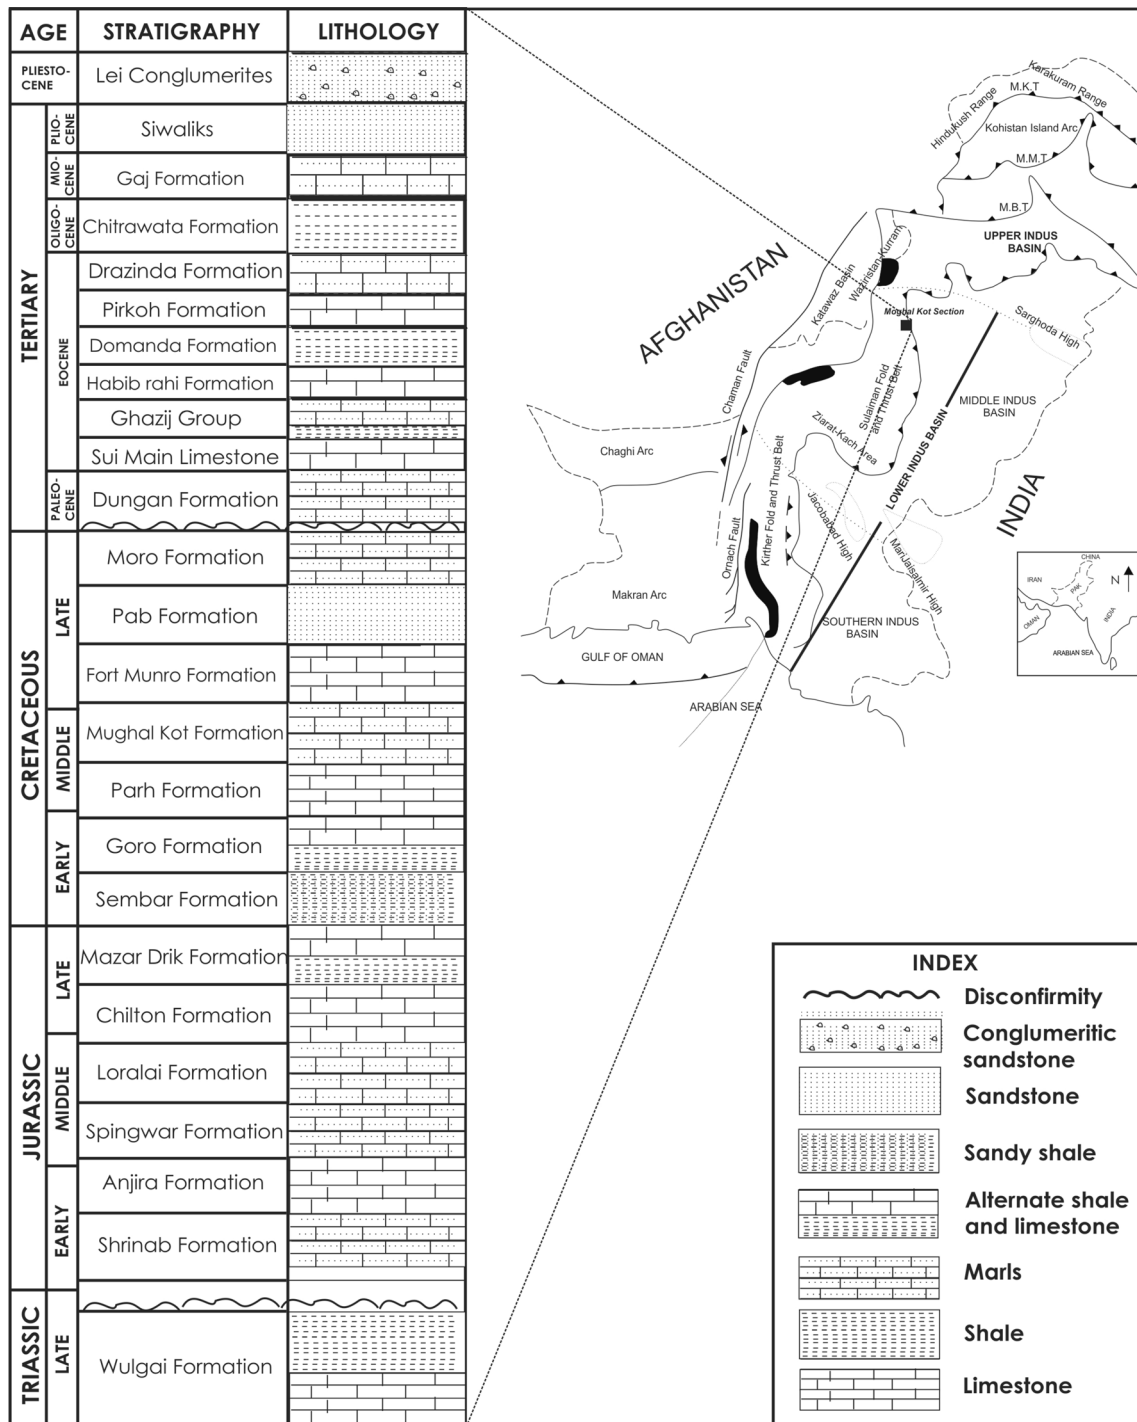 AGE STRATIGRAPHY LITHOLOGY
PLIESTO-
CENE
Lei Conglumerites
TERTIARY
PLIO-
CENE
Siwaliks
MIO-
CENE
Gaj Formation
OLIGO-
CENE
Chitrawata Formation
EOCENE
Drazinda Formation
Pirkoh Formation
Domanda Formation
Habib rahi Formation
Ghazij Group
Sui Main Limestone
PALEO-
CENE
Dungan Formation
CRETACEOUS
LATE
Moro Formation
Pab Formation
Fort Munro Formation
MIDDLE
Mughal Kot Formation
Parh Formation
EARLY
Goro Formation
Sembar Formation
JURASSIC
LATE
Mazar Drik Formation
Chilton Formation
MIDDLE
Loralai Formation
Spingwar Formation
EARLY
Anjira Formation
Shrinab Formation
TRIASSIC
LATE
Wulgai Formation
Karakuram Range
M.K.T
Hindukush Range
Kohistan Island Arc
M.M.T
M.B.T
UPPER INDUS
BASIN
AFGHANISTAN
Katawaz Basin
Waziristan-Kurram
Moghal Kot Section
Sarghoda High
Chaman Fault
Sulaiman Fold
and Thrust Belt
MIDDLE INDUS
BASIN
Ziarat-Kach Area
LOWER INDUS BASIN
Chaghi Arc
INDIA
Kirther Fold and Thrust Belt
Jacobabad High
Ornach Fault
Mari/Jaisalmir High
Makran Arc
SOUTHERN INDUS
BASIN
GULF OF OMAN
ARABIAN SEA
CHINA
IRAN
PAK
N
OMAN
INDIA
ARABIAN SEA
INDEX
Disconfirmity
Conglumeritic
sandstone
Sandstone
Sandy shale
Alternate shale
and limestone
Marls
Shale
Limestone